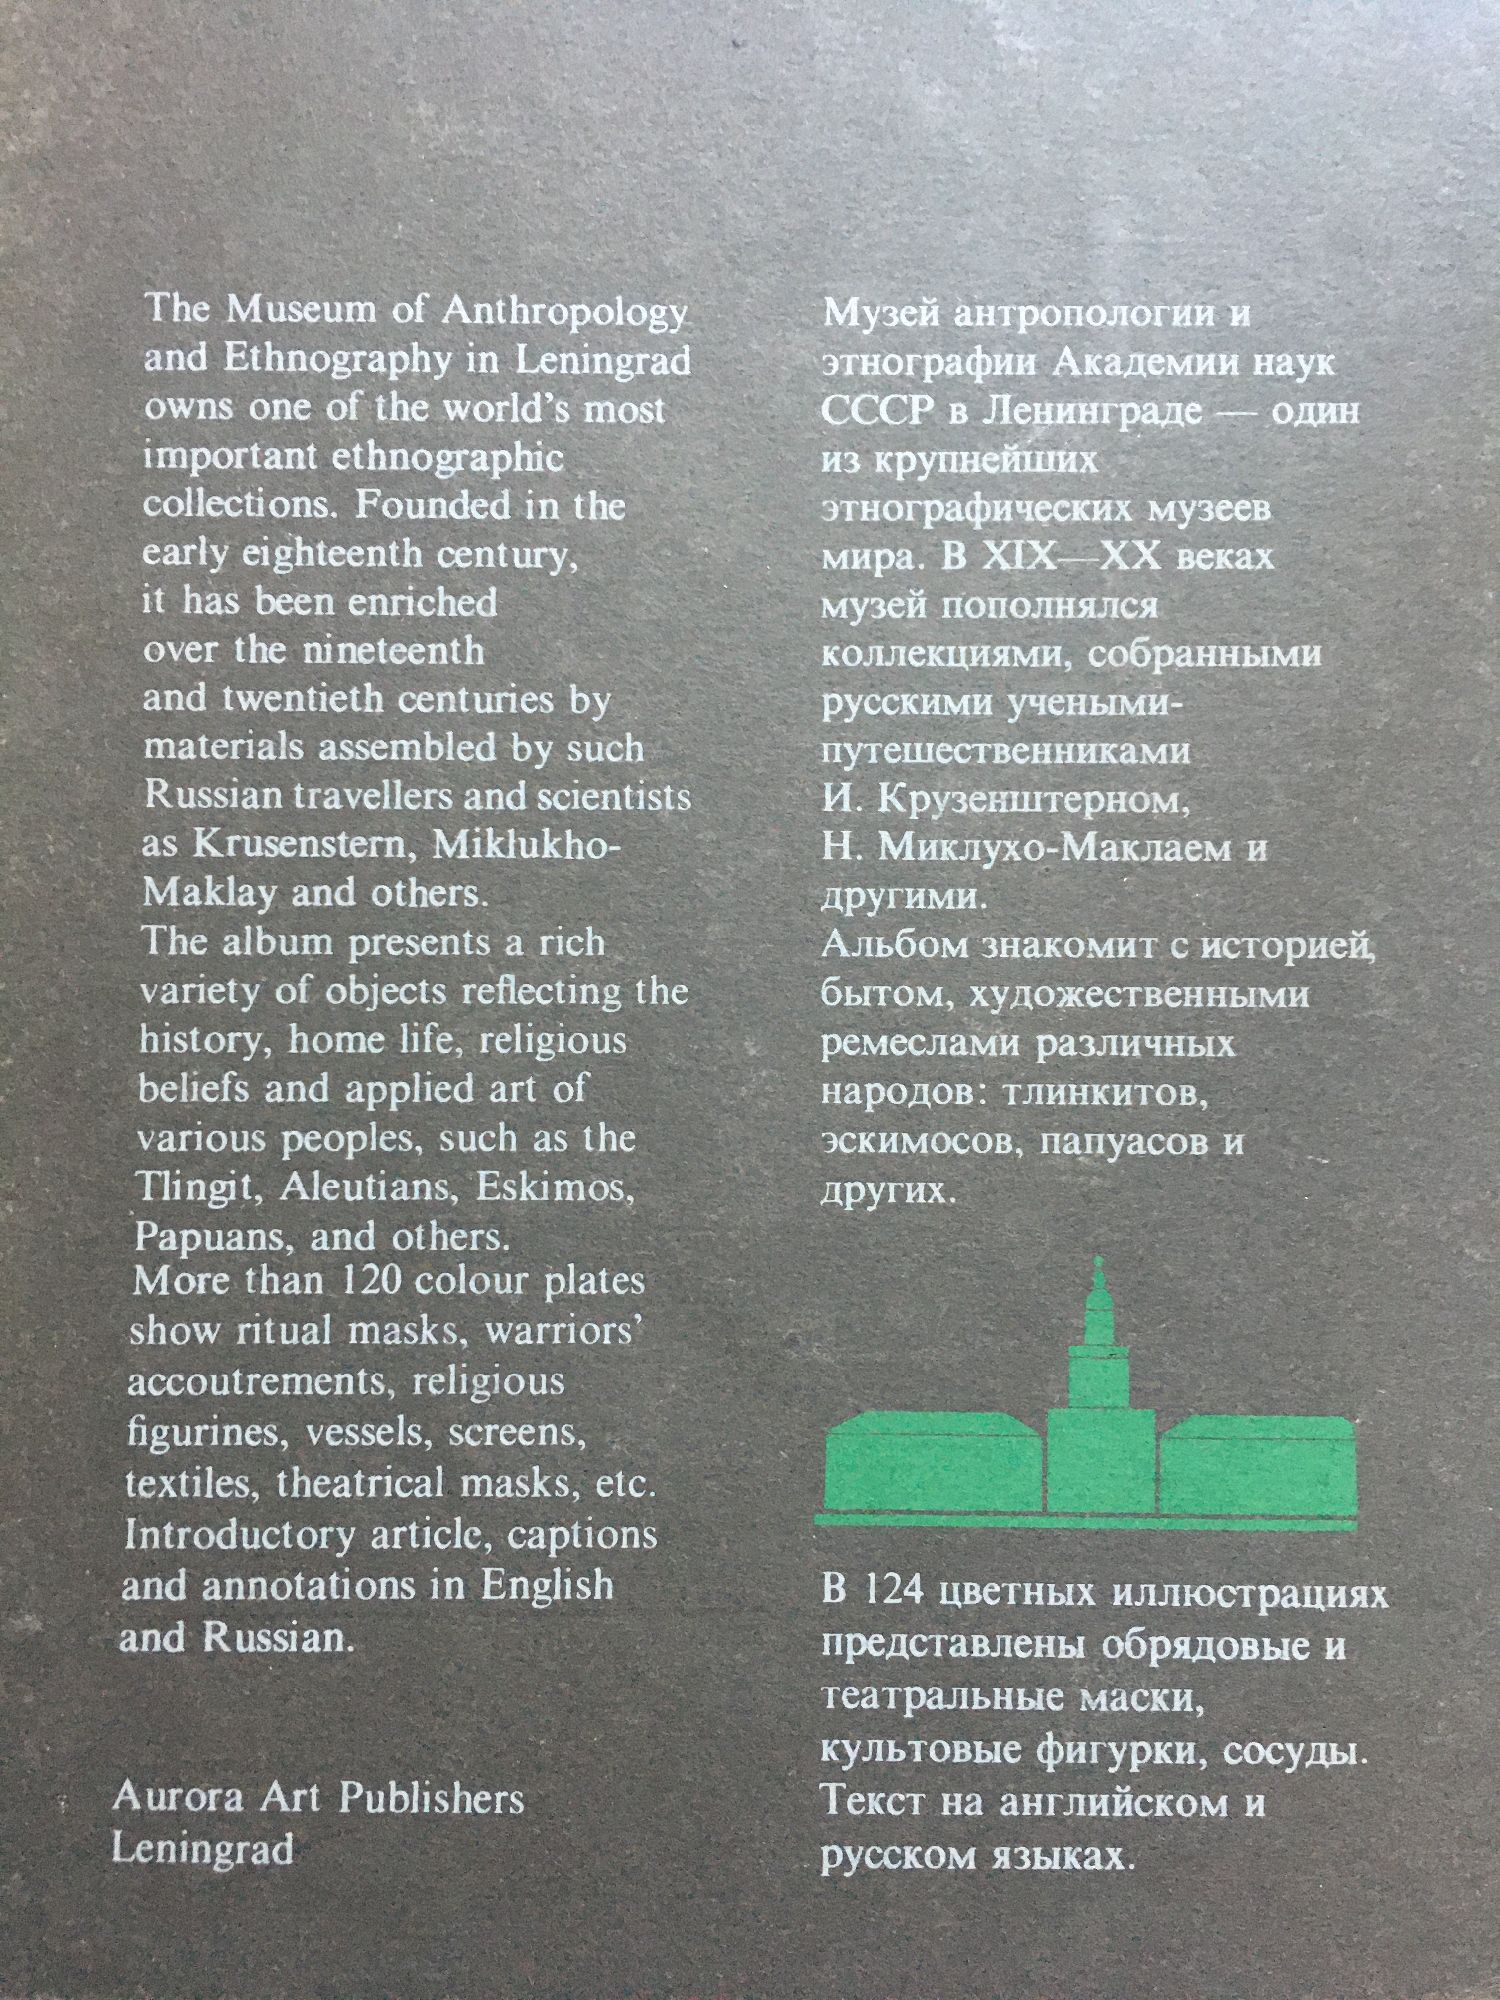 The Museum of Anthropology
and Ethnography in Leningrad
owns one of the world's most
important ethnographic
collections. Founded in the
early eighteenth century,
it has been enriched
over the nineteenth
and twentieth centuries by
materials assembled by such
Russian travellers and scientists
as Krusenstern, Miklukho-
Maklay and others.
The album presents a rich
variety of objects reflecting the
history, home life, religious
beliefs and applied art of
various peoples, such as the
Tlingit, Aleutians, Eskimos,
Papuans, and others.
More than 120 colour plates
show ritual masks, warriors'
accoutrements, religious
figurines, vessels, screens,
textiles, theatrical masks, etc.
Introductory article, captions
and annotations in English
and Russian.
Aurora Art Publishers
Leningrad
Музей антропологии и
этнографии Академии наук
СССР в Ленинграде — один
из крупнейших
этнографических музеев
мира. В XIX—XX веках
музей пополнялся
коллекциями, собранными
русскими учеными-
путешественниками
И. Крузенштерном,
Н. Миклухо-Маклаем и
другими.
Альбом знакомит с историей,
бытом, художественными
ремеслами различных
народов: тлинкитов,
эскимосов, папуасов и
других.
В 124 цветных иллюстрациях
представлены обрядовые и
театральные маски,
культовые фигурки, сосуды.
Текст на английском и
русском языках.